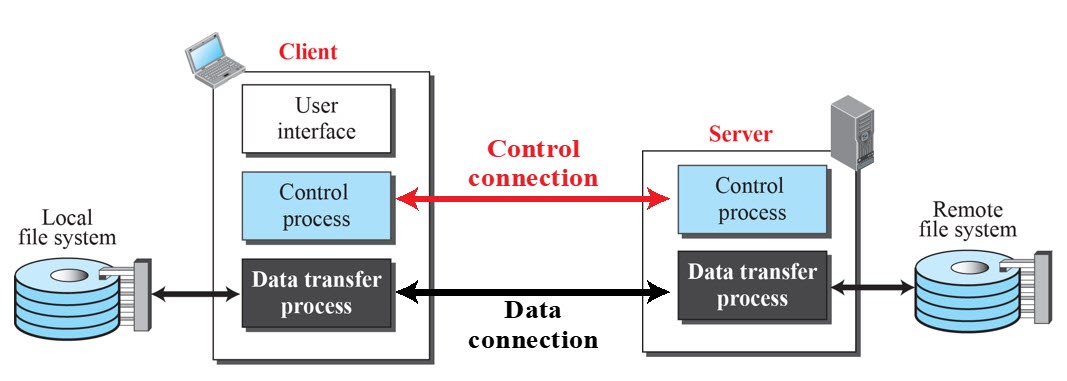 Client
User
interface
Control
connection
Server
Control
process
Control
process
Local
file system
Remote
file system
Data transfer
process
Data transfer
process
Data
connection